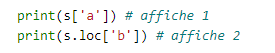 print(s['a']) # affiche 1
print(s.loc['b']) # affiche 2